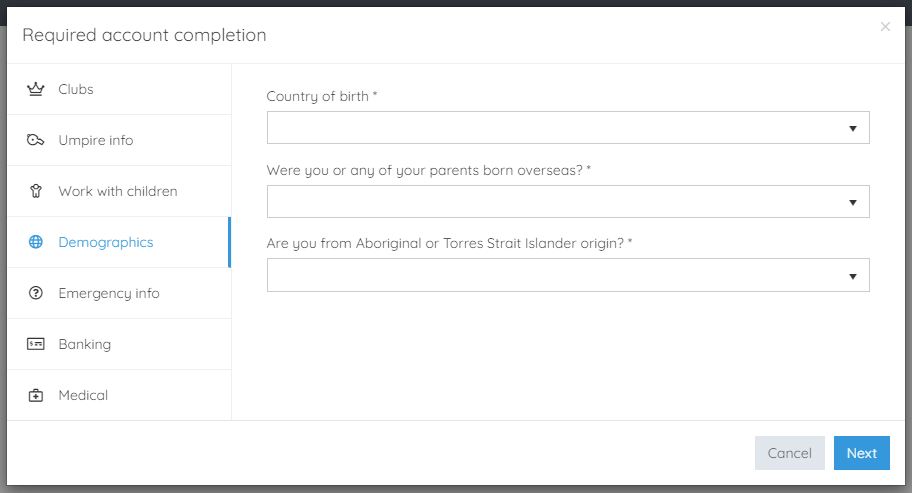 Required account completion
×
Clubs
Umpire info
Work with children
Demographics
Emergency info
Banking
Medical
Country of birth *
Were you or any of your parents born overseas? *
Are you from Aboriginal or Torres Strait Islander origin? *
Cancel
Next